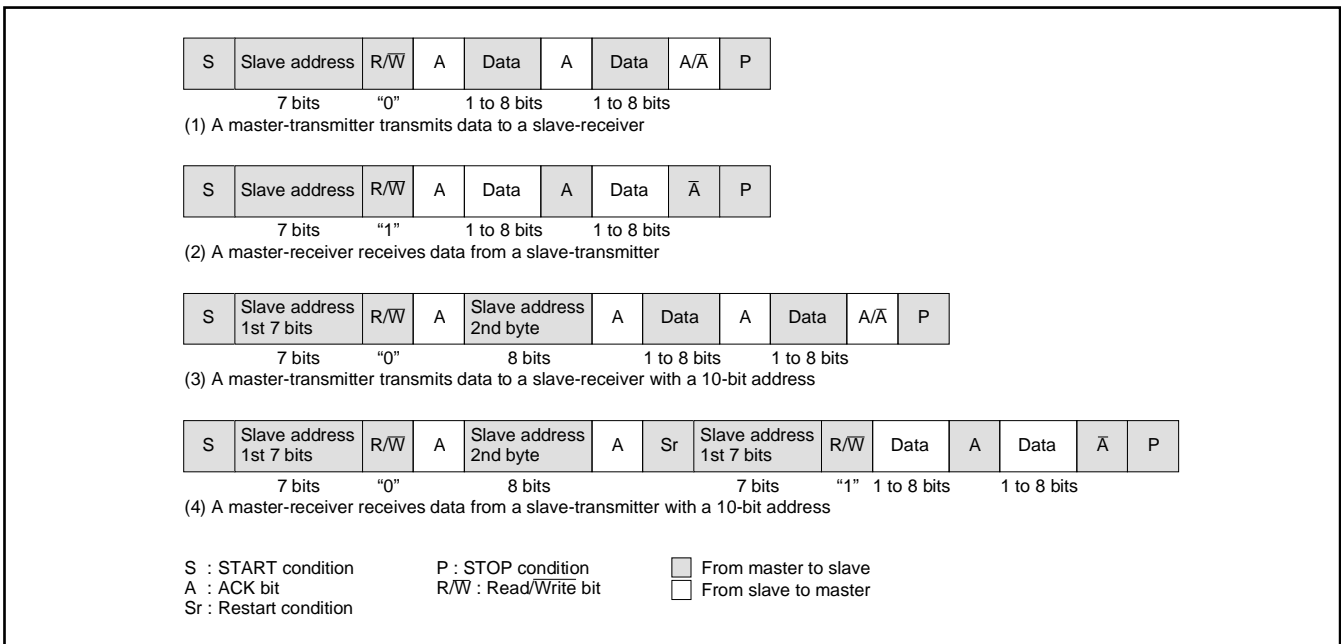 S Slave address R/W̅ A Data A Data A/A̅ P
7 bits “0” 1 to 8 bits 1 to 8 bits
(1) A master-transmitter transmits data to a slave-receiver
S Slave address R/W̅ A Data A Data A̅ P
7 bits “1” 1 to 8 bits 1 to 8 bits
(2) A master-receiver receives data from a slave-transmitter
S Slave address 1st 7 bits R/W̅ A Slave address 2nd byte A Data A Data A/A̅ P
7 bits “0” 8 bits 1 to 8 bits 1 to 8 bits
(3) A master-transmitter transmits data to a slave-receiver with a 10-bit address
S Slave address 1st 7 bits R/W̅ A Slave address 2nd byte A Sr Slave address 1st 7 bits R/W̅ Data A Data A̅ P
7 bits “0” 8 bits 7 bits “1” 1 to 8 bits 1 to 8 bits
(4) A master-receiver receives data from a slave-transmitter with a 10-bit address
S : START condition P : STOP condition From master to slave
A : ACK bit R/W̅ : Read/W̅r̅i̅t̅e̅ bit From slave to master
Sr : Restart condition